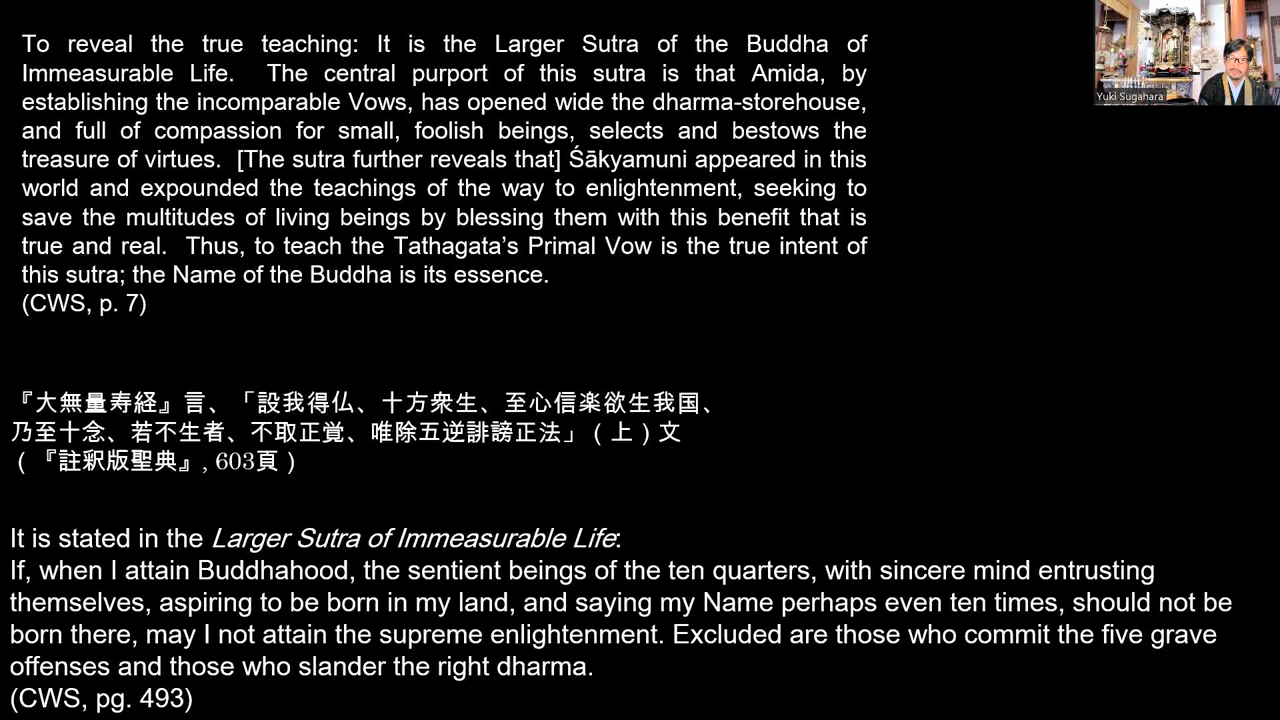 To reveal the true teaching: It is the Larger Sutra of the Buddha of
Immeasurable Life. The central purport of this sutra is that Amida, by
establishing the incomparable Vows, has opened wide the dharma-storehouse,
and full of compassion for small, foolish beings, selects and bestows the
treasure of virtues. [The sutra further reveals that] Śākyamuni appeared in this
world and expounded the teachings of the way to enlightenment, seeking to
save the multitudes of living beings by blessing them with this benefit that is
true and real. Thus, to teach the Tathagata’s Primal Vow is the true intent of
this sutra; the Name of the Buddha is its essence.
(CWS, p. 7)
Yuki Sugahara
『大無量寿経』言、「設我得仏、十方衆生、至心信楽欲生我国、
乃至十念、若不生者、不取正覚、唯除五逆誹謗正法」（上）文
（『註釈版聖典』, 603頁）
It is stated in the Larger Sutra of Immeasurable Life:
If, when I attain Buddhahood, the sentient beings of the ten quarters, with sincere mind entrusting
themselves, aspiring to be born in my land, and saying my Name perhaps even ten times, should not be
born there, may I not attain the supreme enlightenment. Excluded are those who commit the five grave
offenses and those who slander the right dharma.
(CWS, pg. 493)